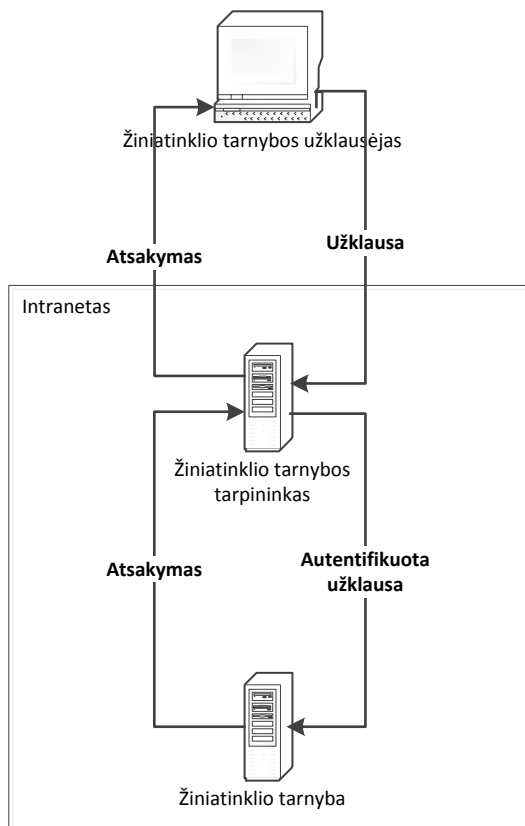 Žiniatinklio tarnybos užklausėjas
Atsakymas
Užklausa
Intranetas
Žiniatinklio tarnybos
tarpininkas
Atsakymas
Autentifikuota
užklausa
Žiniatinklio tarnyba